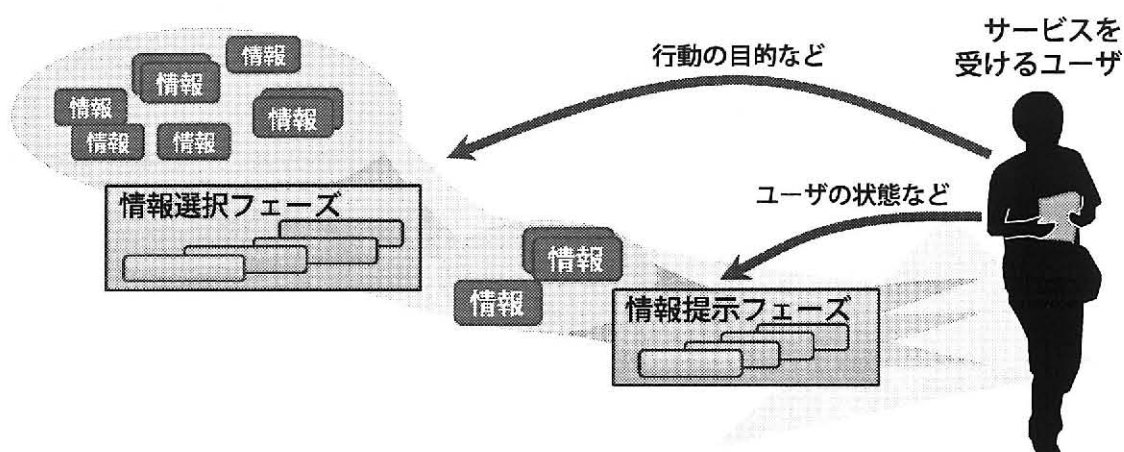 サービスを
受けるユーザ
行動の目的など
情報
情報
情報
情報
情報
情報
ユーザの状態など
情報選択フェーズ
情報
情報
情報提示フェーズ